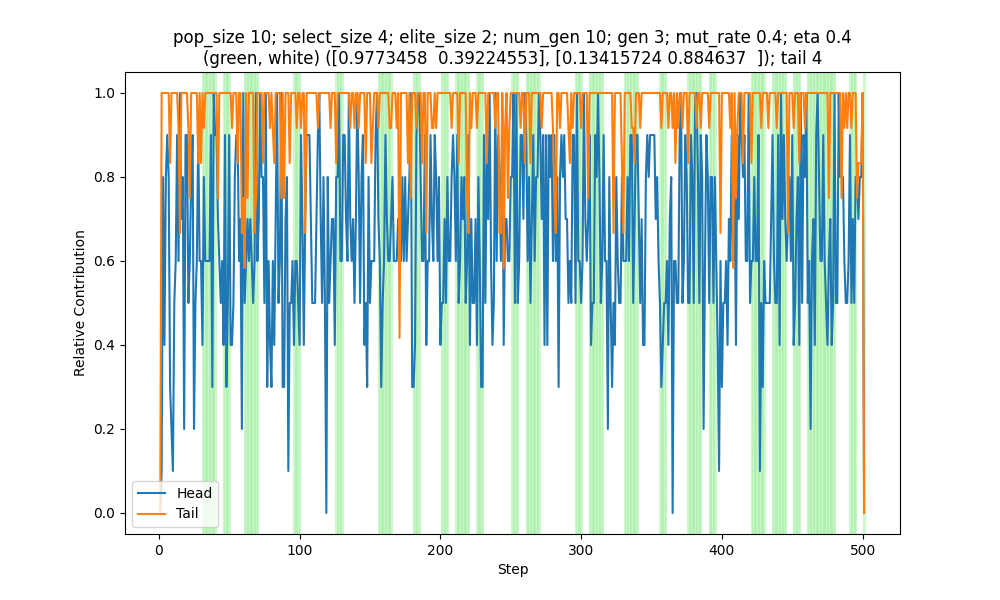 pop_size 10; select_size 4; elite_size 2; num_gen 10; gen 3; mut_rate 0.4; eta 0.4
(green, white) ([0.9773458  0.39224553], [0.13415724 0.884637  ]); tail 4
Relative Contribution
1.0
0.8
0.6
0.4
0.2
0.0
Head
Tail
0
100
200
300
400
500
Step